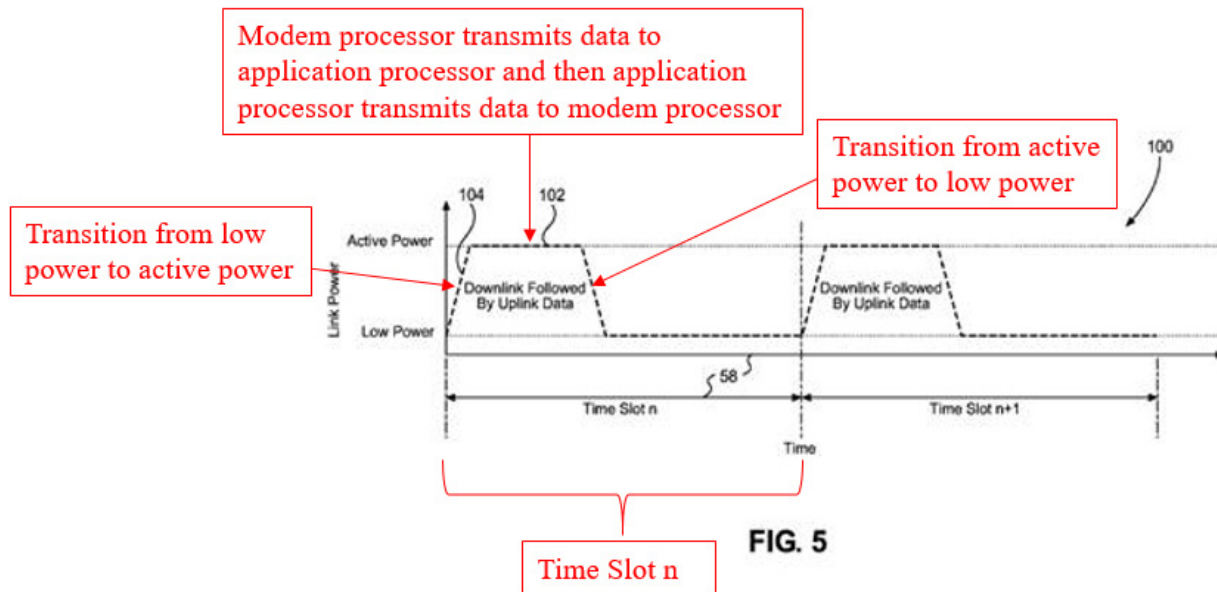 Modem processor transmits data to
application processor and then application
processor transmits data to modem processor
Transition from active
power to low power
100
104
102
Transition from low
power to active power
Active Power
Downlink Followed
By Uplink Data
Downlink Followed
By Uplink Data
Link Power
Low Power
58
Time Slot n
Time Slot n+1
Time
FIG. 5
Time Slot n